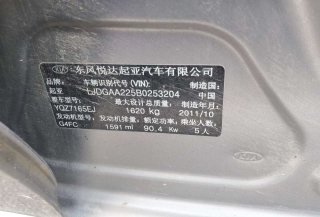 东风悦达起亚汽车有限公司
品牌: 车辆识别代号(VIN): 制造国:
起亚 LJDGAA225B0253204 中国
整车型号: 最大设计总质量: 制造年月:
YQZ7165EJ 1620 kg 2011/10
发动机型号 发动机排量 发动机功率 乘坐人数
G4FC 1591 ml 90.4 Kw 5 人